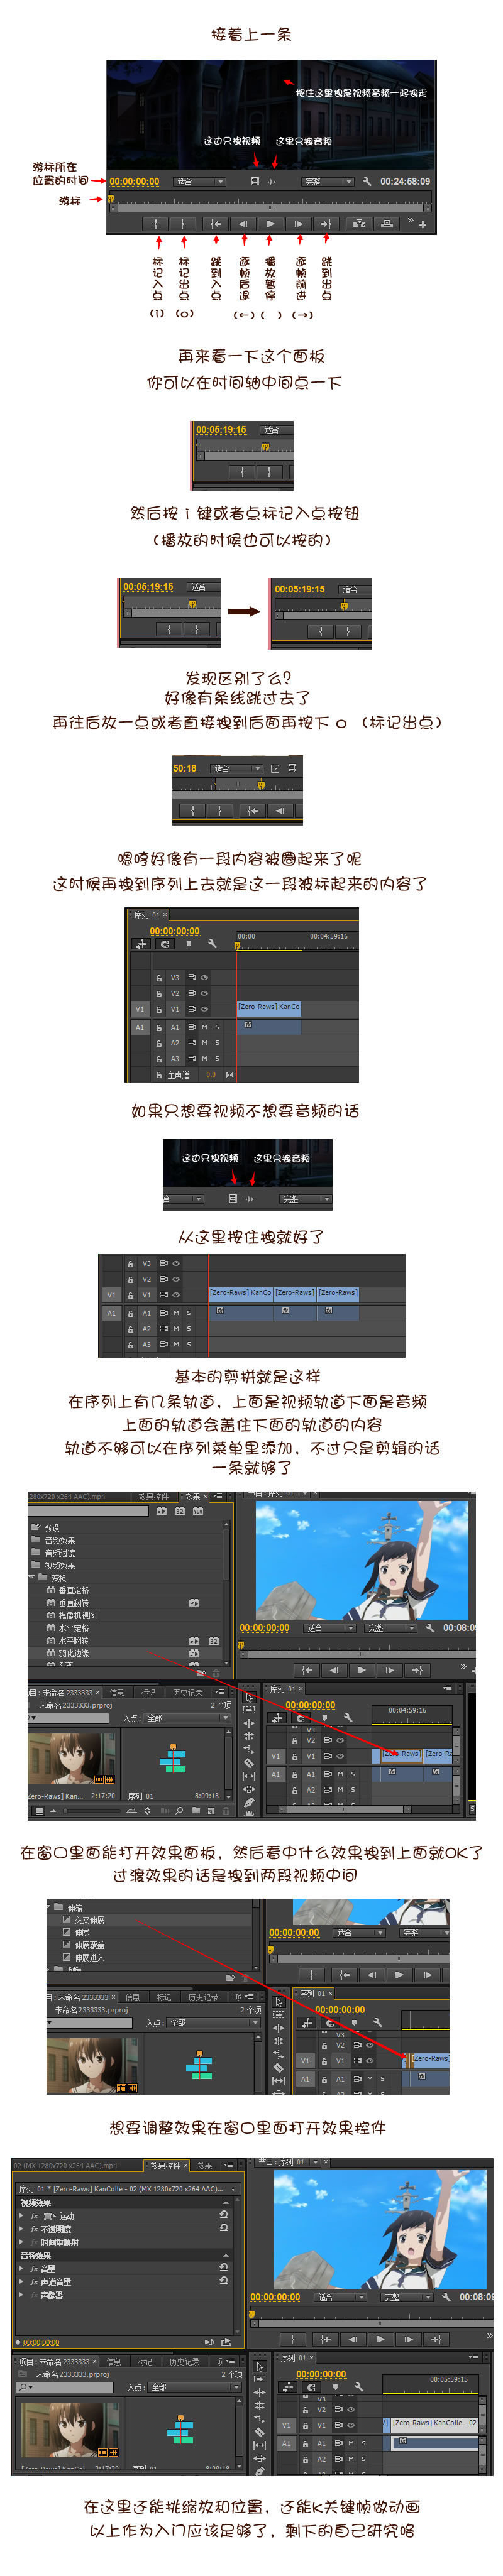 接着上一条
按住这里拽是视频音频一起拽走
这边只拽视频
这里只拽音频
游标所在
位置的时间
00:00:00:00
适合
完整
00:24:58:09
游标
标记入点
(i)
标记出点
(o)
跳到入点
逐帧后退
(←)
播放暂停
( )
逐帧前进
(→)
跳到出点
再来看一下这个面板
你可以在时间轴中间点一下
00:05:19:15
适合
然后按 i 键或者点标记入点按钮
(播放的时候也可以按的)
00:05:19:15
适合
00:05:19:15
适合
发现区别了么?
好像有条线跳过去了
再往后放一点或者直接拽到后面再按下 o (标记出点)
50:18
适合
嗯哼好像有一段内容被圈起来了呢
这时候再拽到序列上去就是这一段被标起来的内容了
序列 01 ×
00:00:00:00
00:00
00:04:59:16
V3
V2
V1
V1
[Zero-Raws] KanCo
A1
A1
M S
A2
M S
A3
M S
主声道
0.0
如果只想要视频不想要音频的话
这边只拽视频
这里只拽音频
完整
从这里按住拽就好了
V3
V2
V1
V1
[Zero-Raws] KanCo
[Zero-Raws]
[Zero-Raws]
A1
A1
M S
A2
M S
A3
M S
基本的剪拼就是这样
在序列上有几条轨道，上面是视频轨道下面是音频
上面的轨道会盖住下面的轨道的内容
轨道不够可以在序列菜单里添加，不过只是剪辑的话
一条就够了
1280x720 x264 AAC).mp4
效果控件
效果 ×
节目: 序列 01
预设
音频效果
音频过渡
视频效果
变换
垂直定格
垂直翻转
摄像机视图
水平定格
水平翻转
羽化边缘
00:00:00:00
适合
完整
00:08:09
项目: 未命名 2333333 ×
信息
标记
历史记录
未命名2333333.prproj
2 个项
入点:
全部
[Zero-Raws] Kan...
2:17:20
序列 01
8:09:18
序列 01 ×
00:00:00:00
00:04:59:16
V3
V2
V1
V1
[Zero-Raws]
[Zero-R
A1
A1
M S
A2
M S
在窗口里面能打开效果面板，然后看中什么效果拽到上面就OK了
过渡效果的话是拽到两段视频中间
伸缩
交叉伸展
伸展
伸展覆盖
伸展进入
00:00:00:00
适合
完整
目: 未命名2333333 ×
信息
标记
历史记录
未命名2333333.prproj
2 个项
入点:
全部
序列 01 ×
00:00:00:00
V3
V2
V1
V1
[Zero-Raws
A1
A1
M S
A2
M S
想要调整效果在窗口里面打开效果控件
02 (MX 1280x720 x264 AAC).mp4
效果控件 ×
效果
节目: 序列 01
序列 01 * [Zero-Raws] KanColle - 02 (MX 1280x720 x264 AAC)...
视频效果
fx 运动
fx 不透明度
fx 时间重映射
音频效果
fx 音量
fx 声道音量
fx 声像器
00:00:00:00
00:00:00:00
适合
完整
00:08:09
项目: 未命名2333333 ×
信息
标记
历史记录
未命名2333333.prproj
2 个项
入点:
全部
[Zero-Raws] Kan...
2:17:20
序列 01
8:09:18
序列 01 ×
00:00:00:00
00:05:59:15
V3
V2
V1
V1
[Zero-Raws] KanColle - 02
A1
A1
M S
A2
M S
在这里还能挑缩放和位置，还能K关键帧做动画
以上作为入门应该足够了，剩下的自己研究咯